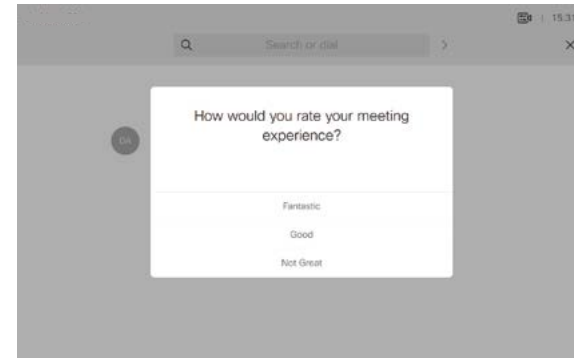 15:31
Search or dial
DA
How would you rate your meeting
experience?
Fantastic
Good
Not Great